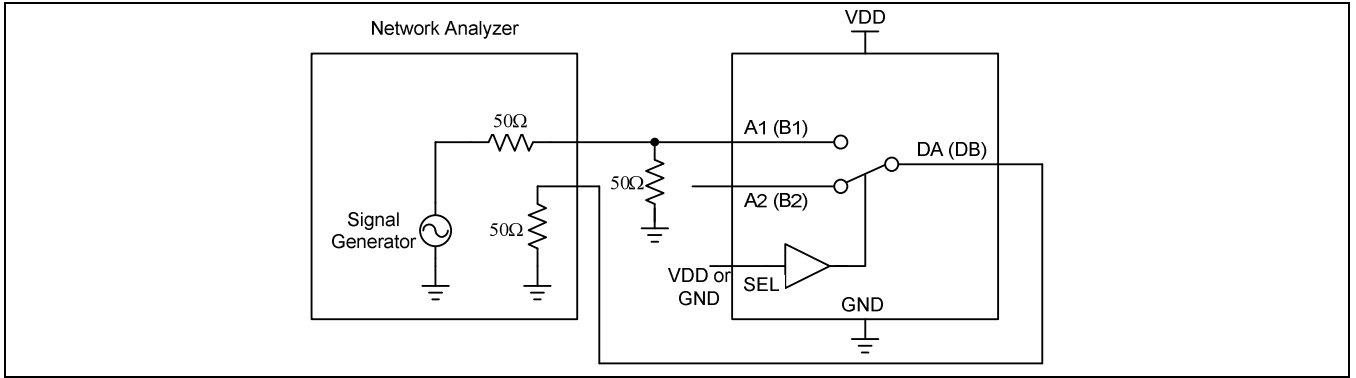 Network Analyzer
VDD
50Ω
A1 (B1)
DA (DB)
50Ω
A2 (B2)
Signal
Generator
50Ω
VDD or
GND
SEL
GND